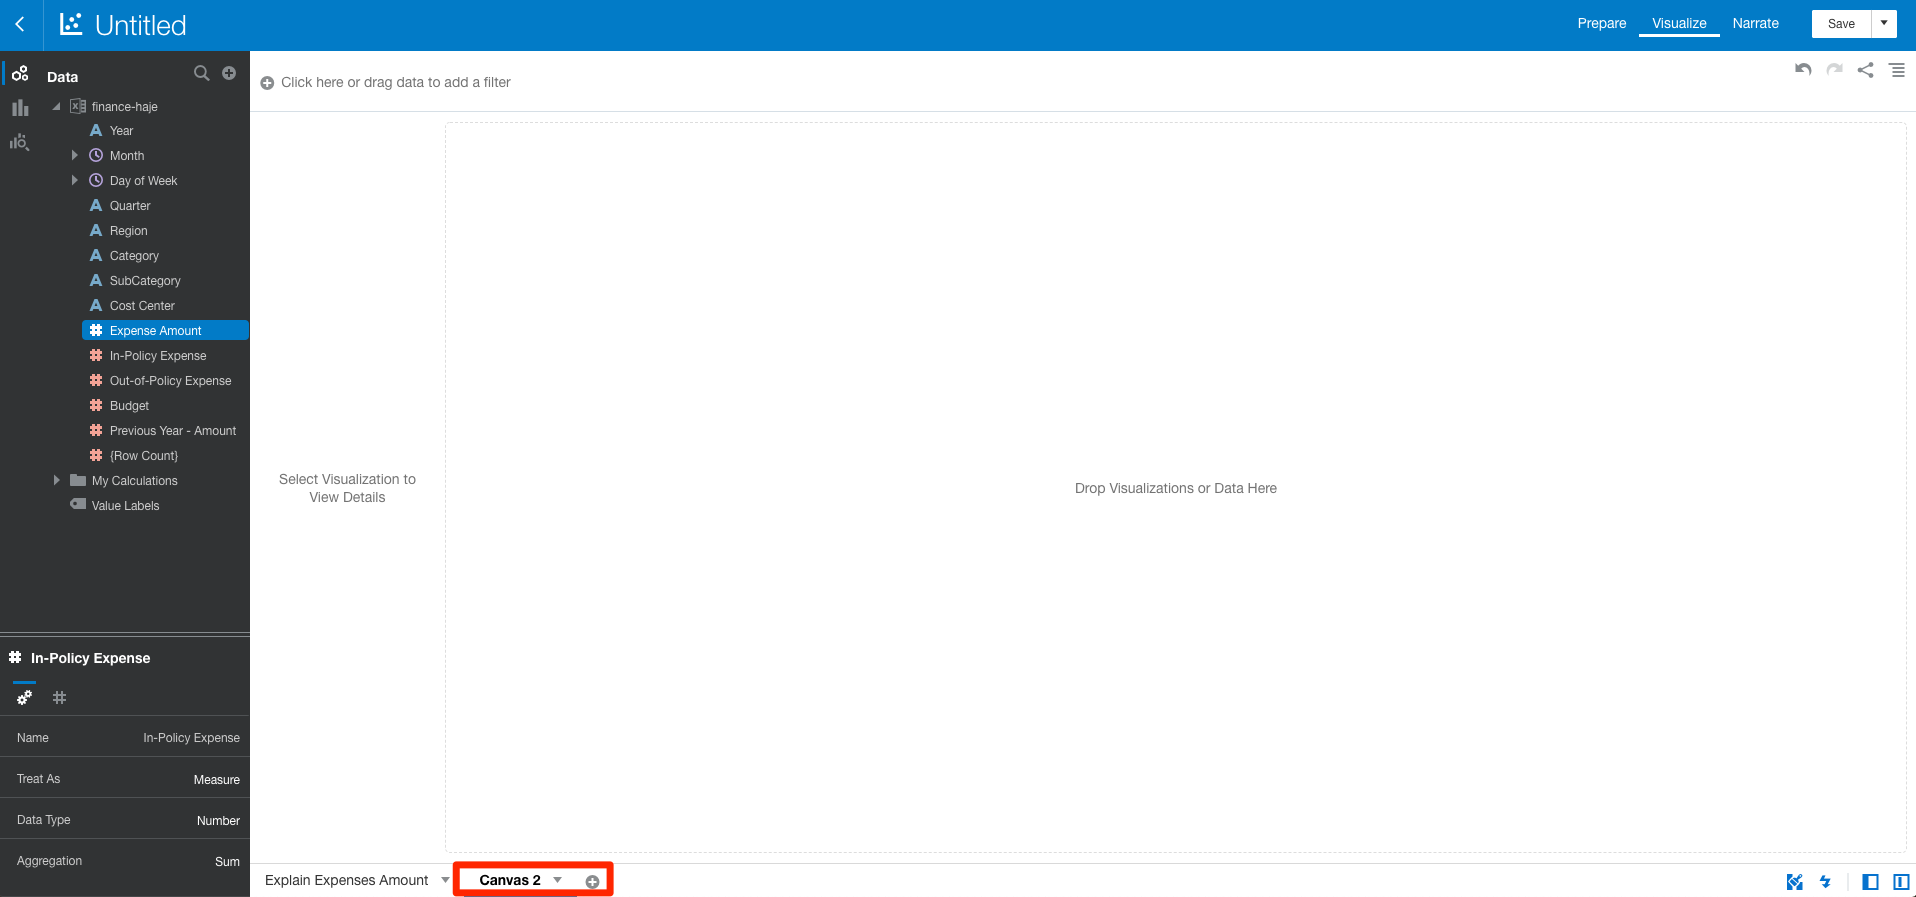 Untitled
Prepare
Visualize
Narrate
Save
Data
finance-haje
Year
Month
Day of Week
Quarter
Region
Category
SubCategory
Cost Center
Expense Amount
In-Policy Expense
Out-of-Policy Expense
Budget
Previous Year - Amount
{Row Count}
My Calculations
Value Labels
In-Policy Expense
Name In-Policy Expense
Treat As Measure
Data Type Number
Aggregation Sum
Click here or drag data to add a filter
Select Visualization to
View Details
Drop Visualizations or Data Here
Explain Expenses Amount
Canvas 2